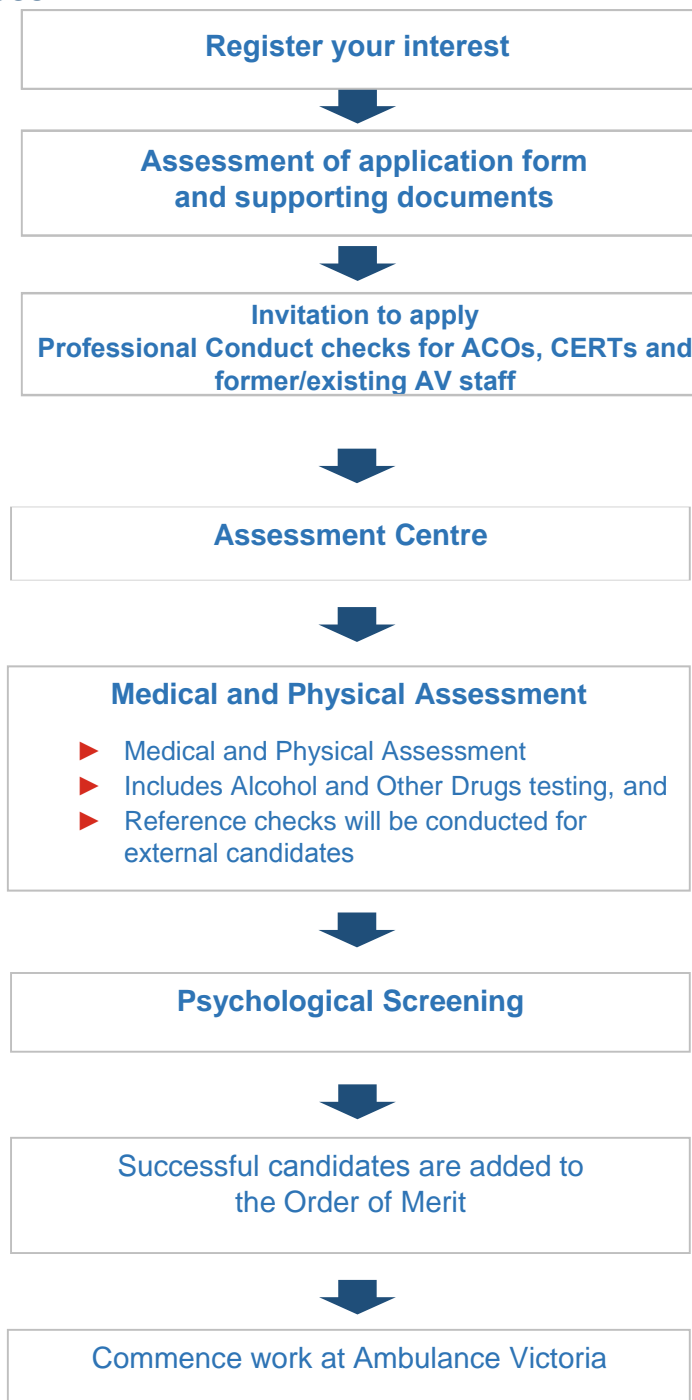 Register your interest
Assessment of application form
and supporting documents
Invitation to apply
Professional Conduct checks for ACOs, CERTs and
former/existing AV staff
Assessment Centre
Medical and Physical Assessment
► Medical and Physical Assessment
► Includes Alcohol and Other Drugs testing, and
► Reference checks will be conducted for
external candidates
Psychological Screening
Successful candidates are added to
the Order of Merit
Commence work at Ambulance Victoria